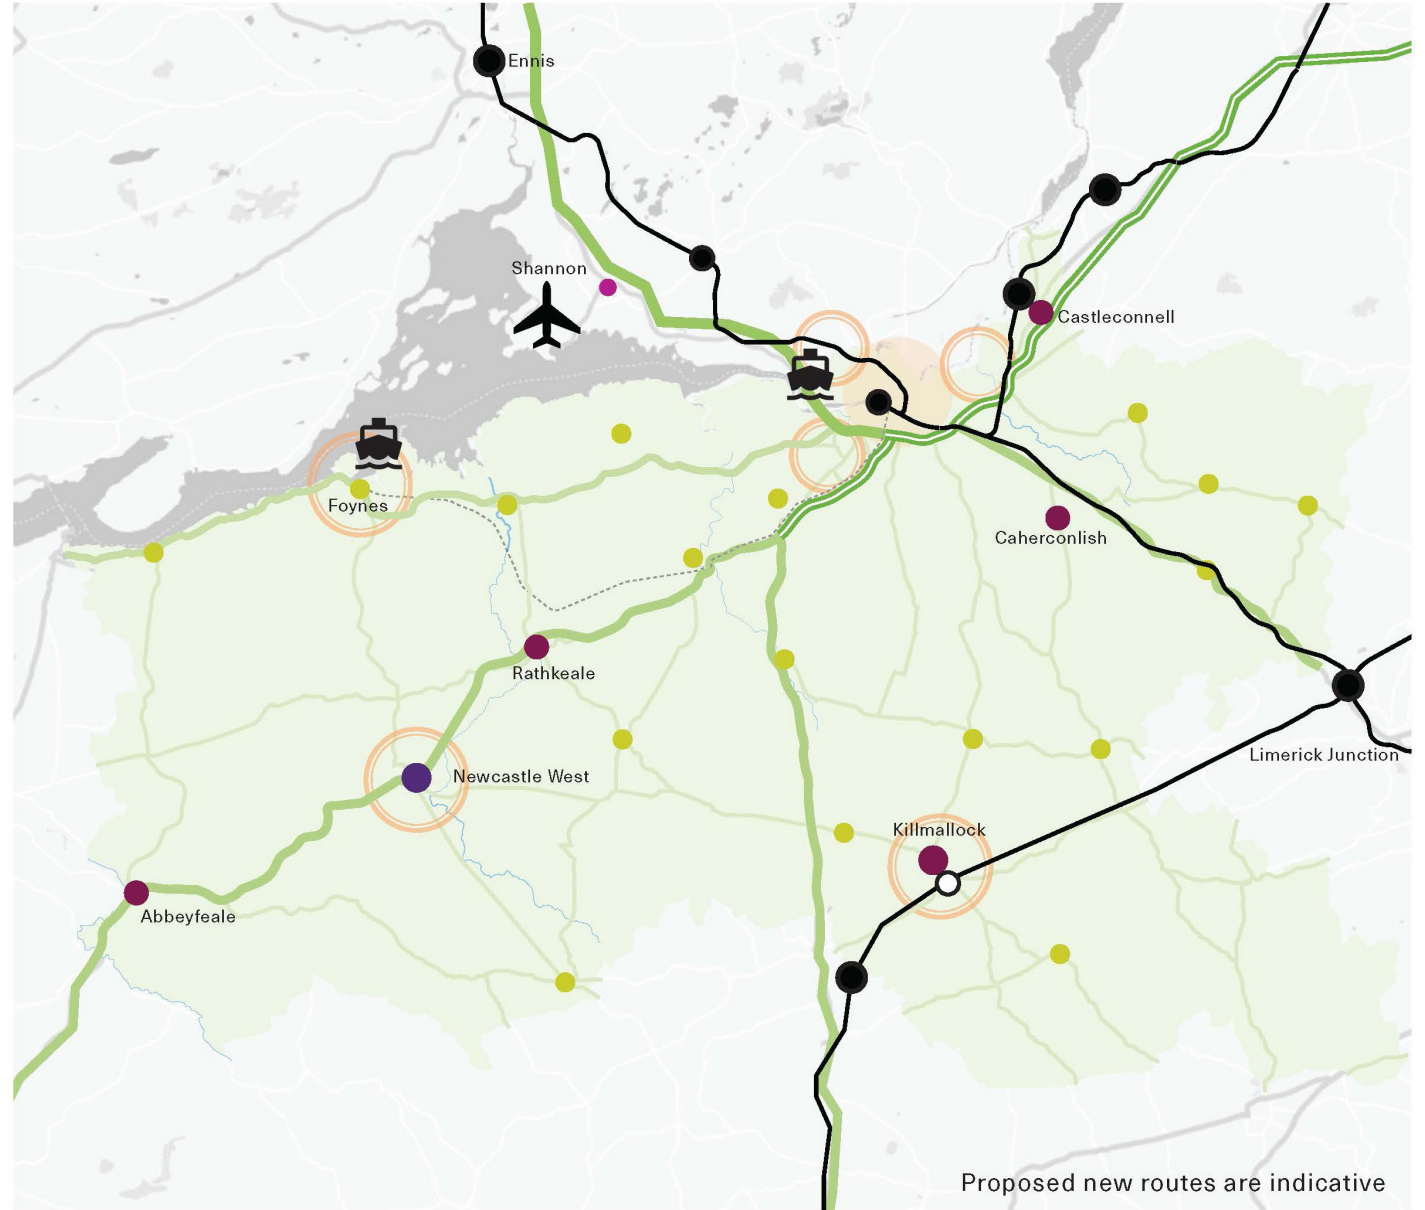 Ennis
Shannon
Castleconnell
Foynes
Caherconlish
Rathkeale
Limerick Junction
Newcastle West
Killmallock
Abbeyfeale
Proposed new routes are indicative